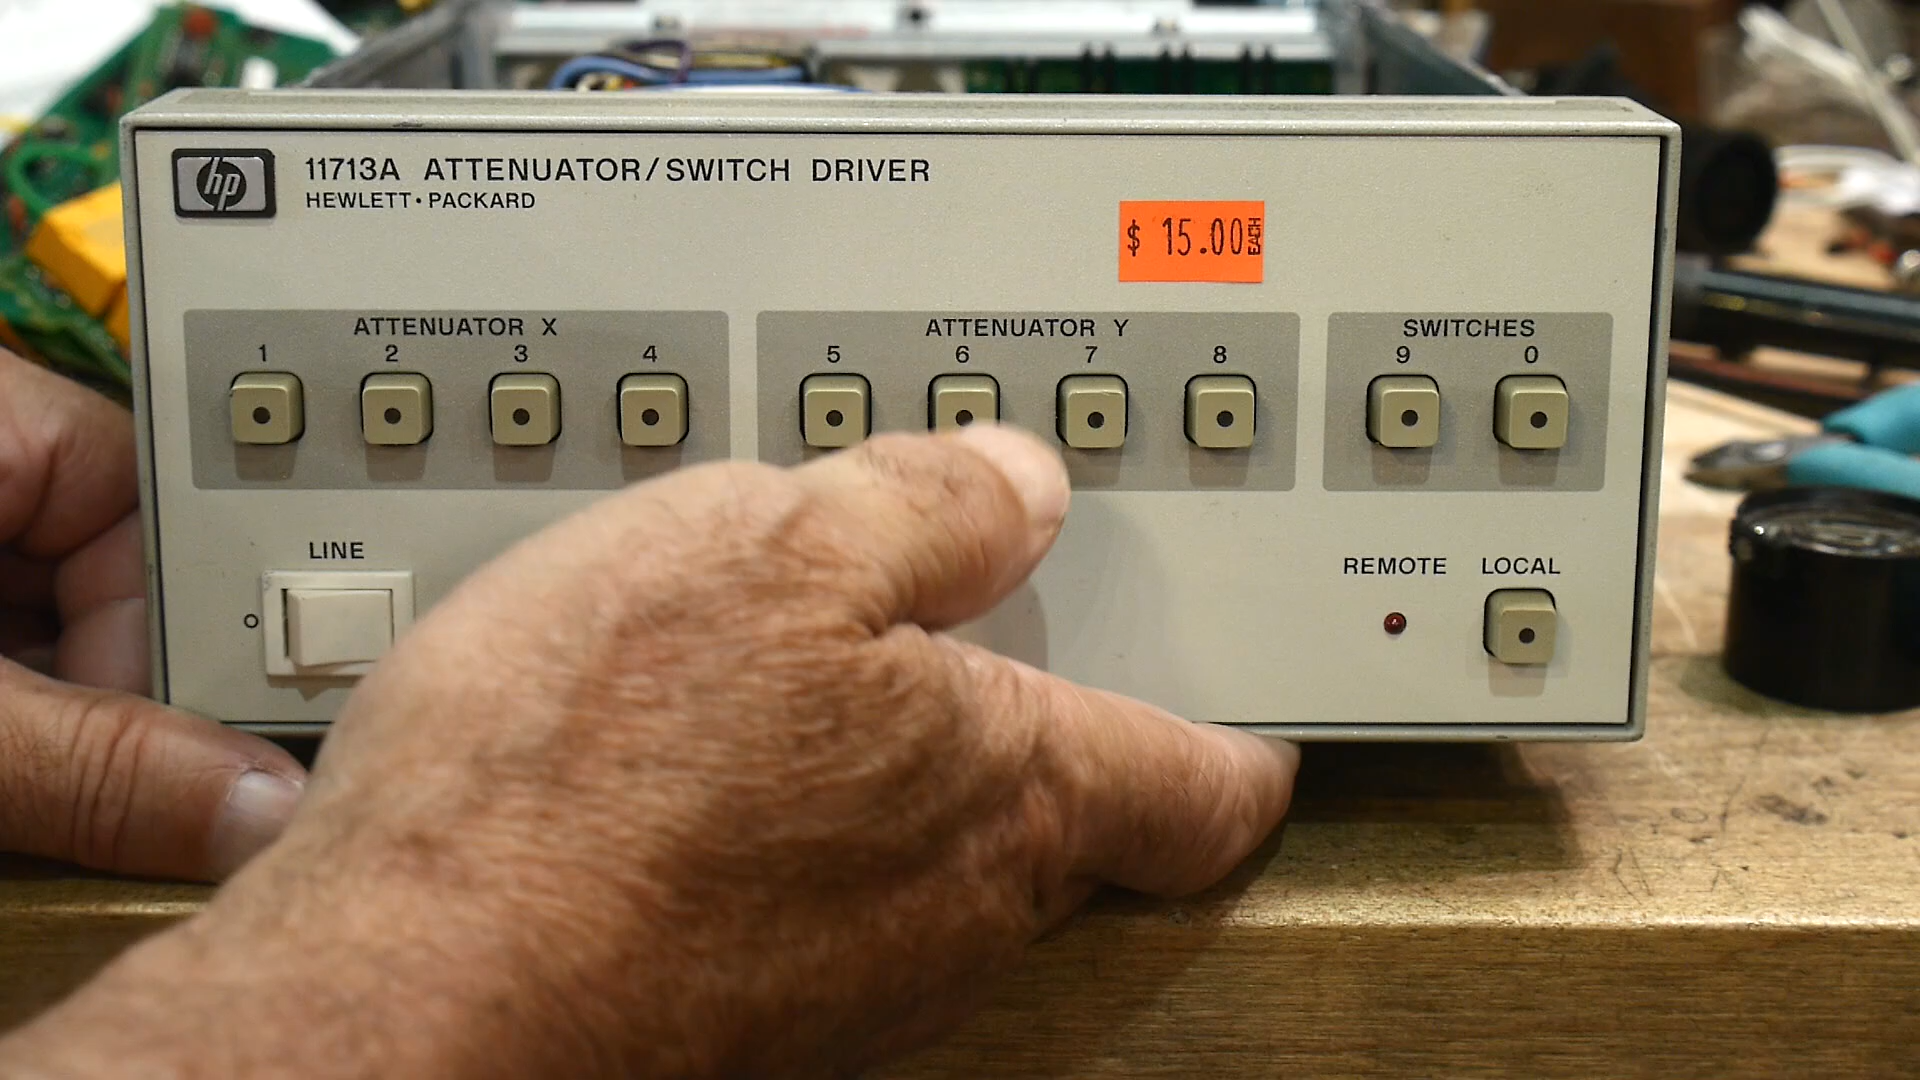 hp
11713A ATTENUATOR/SWITCH DRIVER
HEWLETT•PACKARD
$ 15.00 EACH
ATTENUATOR X
1 2 3 4
ATTENUATOR Y
5 6 7 8
SWITCHES
9 0
LINE
O
REMOTE LOCAL